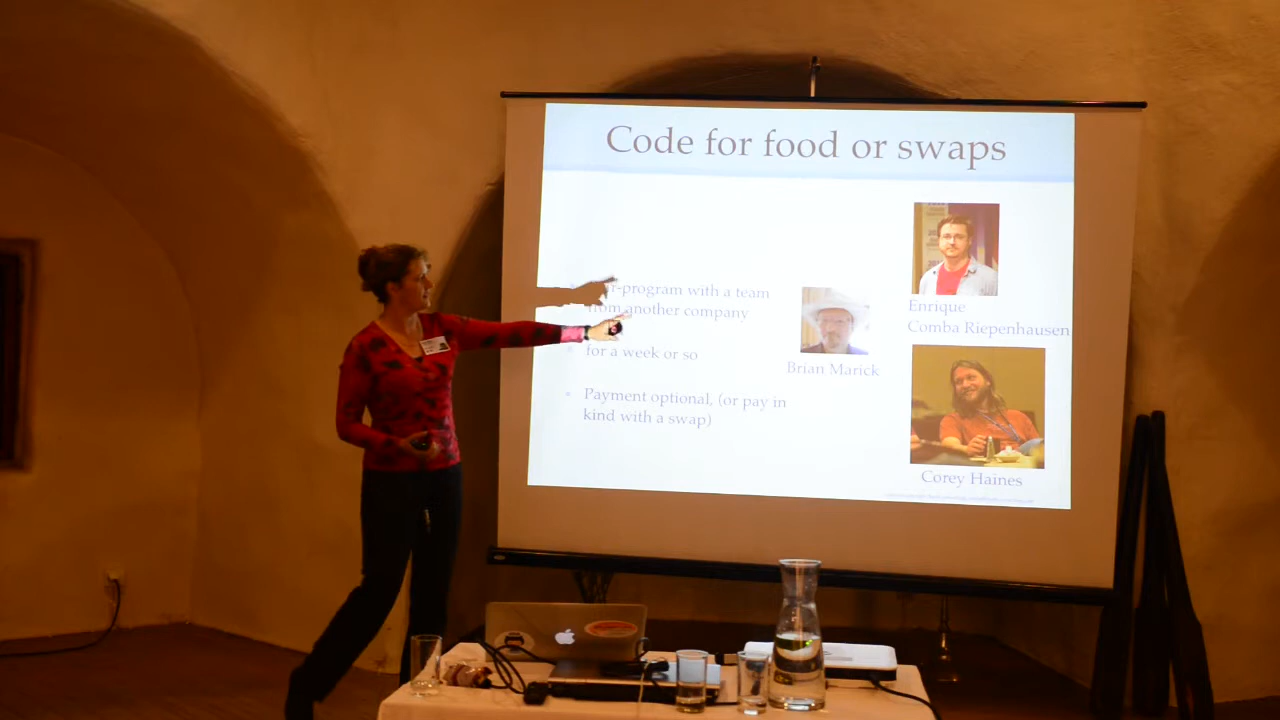 Code for food or swaps
r-program with a team
from another company
for a week or so
Payment optional, (or pay in
kind with a swap)
Brian Marick
Enrique
Comba Riepenhausen
Corey Haines